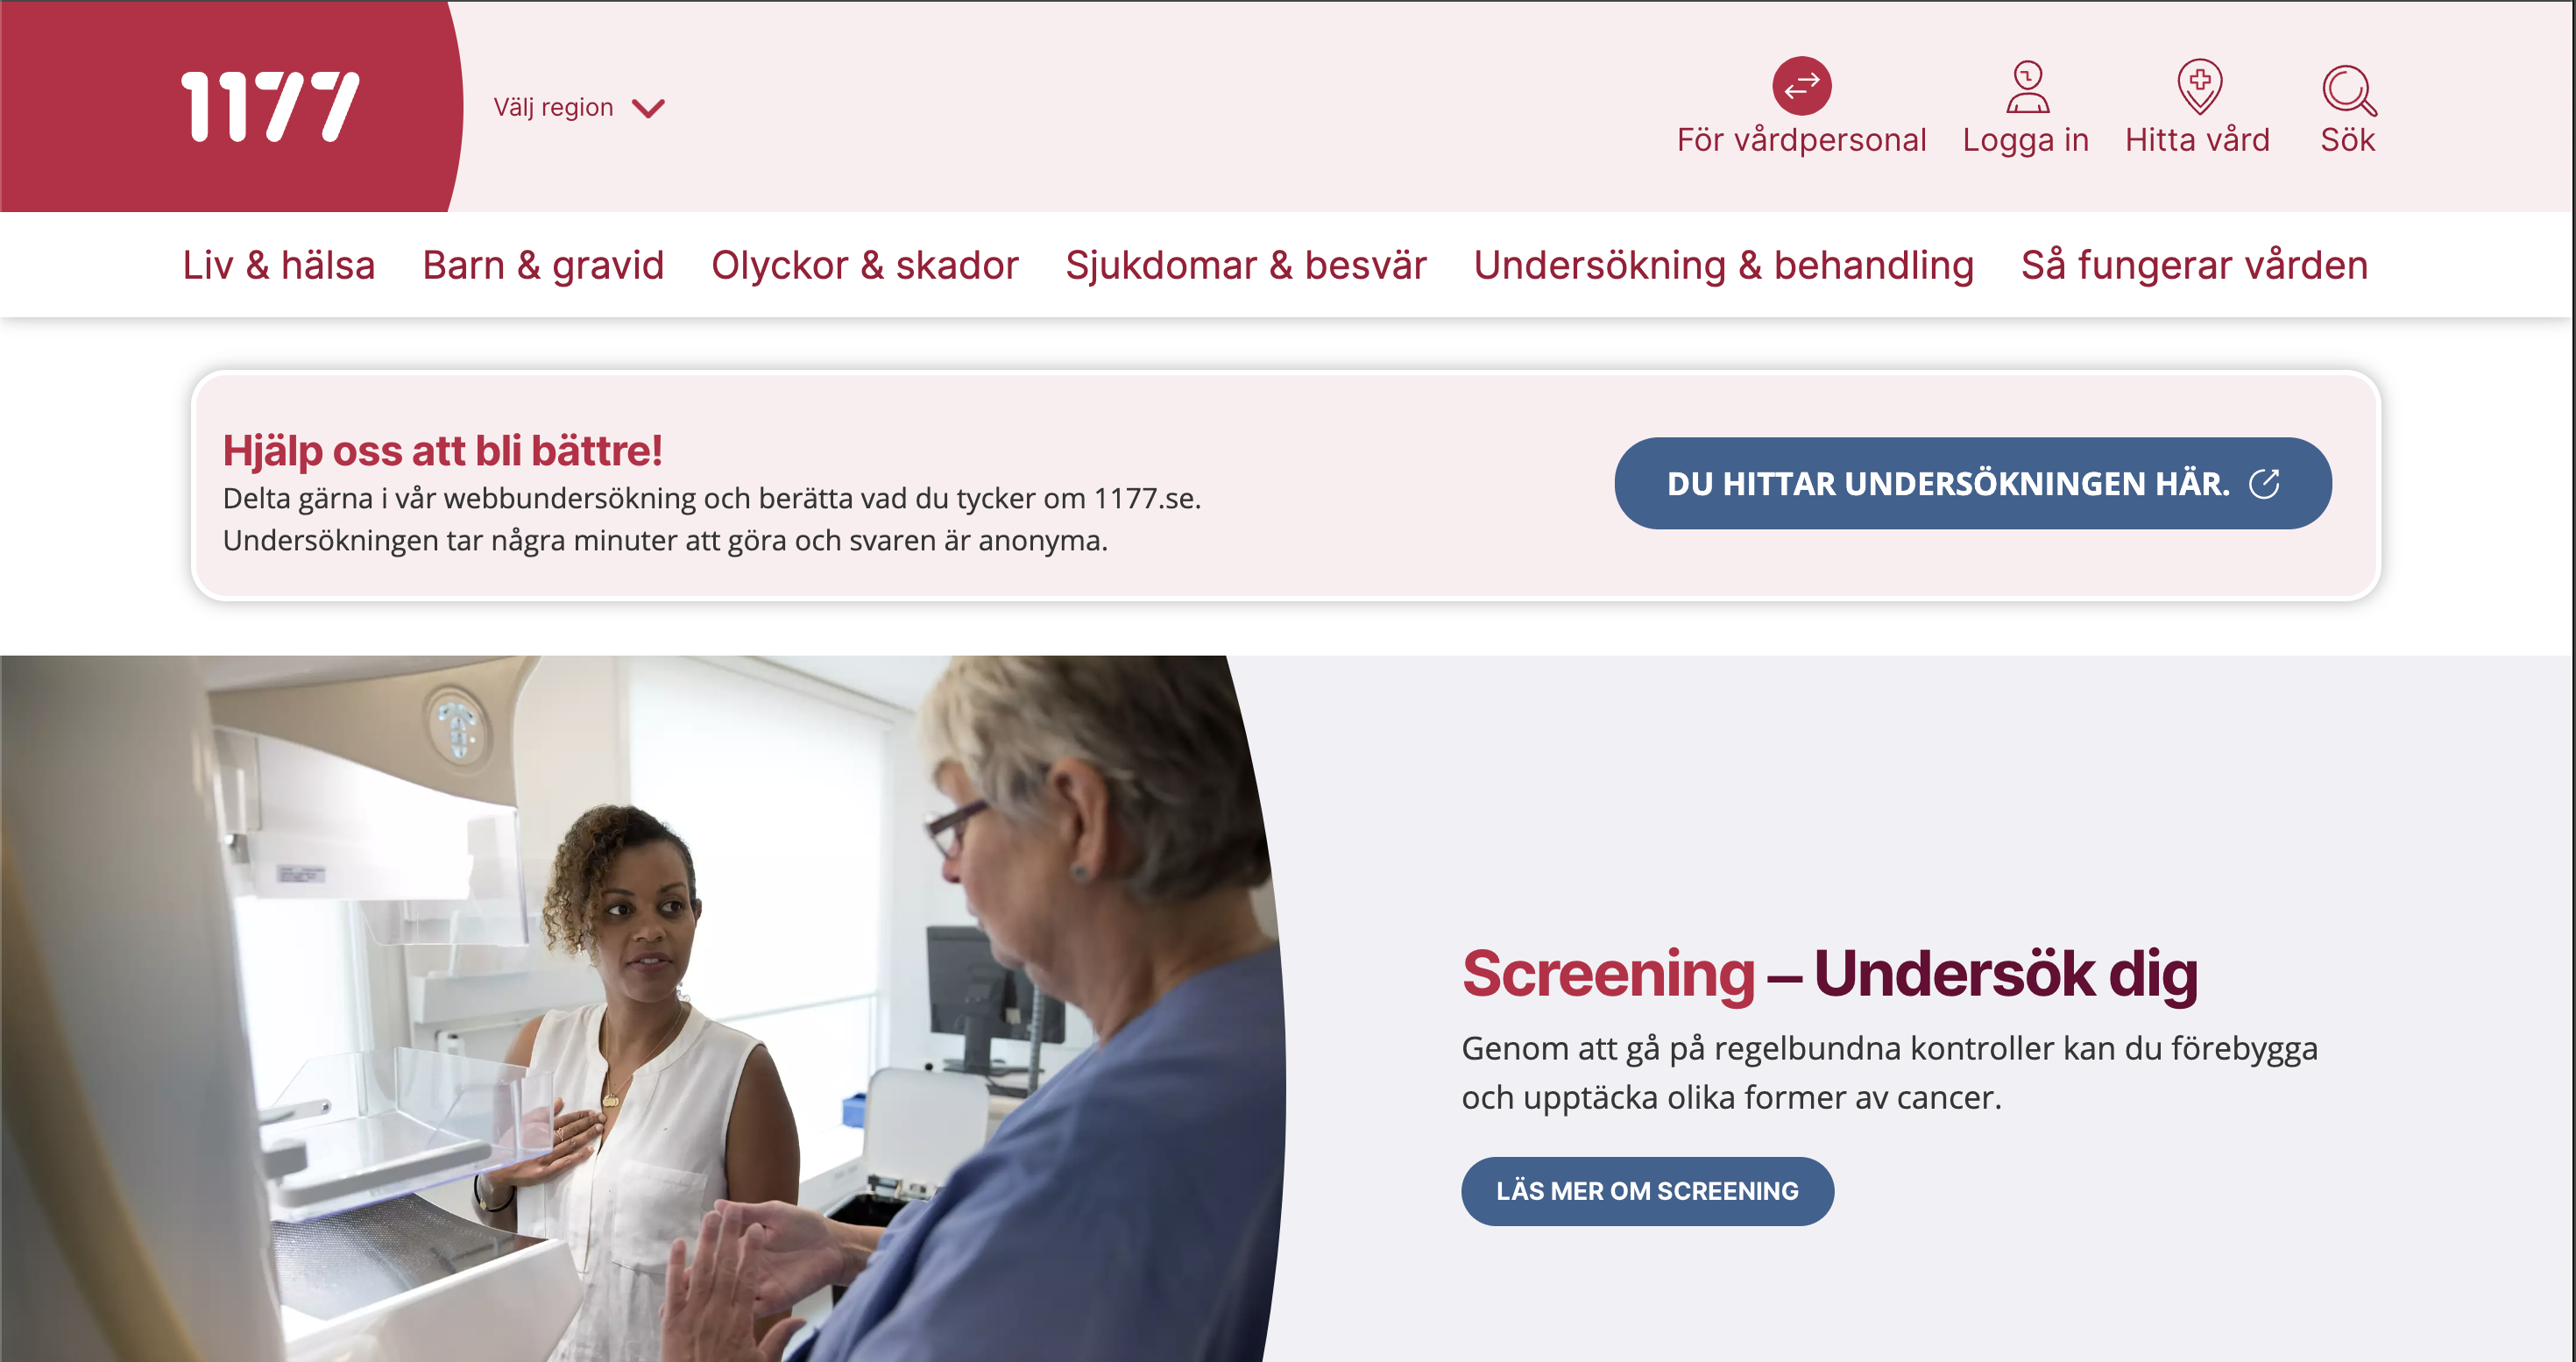 1177
Välj region
För vårdpersonal
Logga in
Hitta vård
Sök
Liv & hälsa
Barn & gravid
Olyckor & skador
Sjukdomar & besvär
Undersökning & behandling
Så fungerar vården
Hjälp oss att bli bättre!
Delta gärna i vår webbundersökning och berätta vad du tycker om 1177.se.
Undersökningen tar några minuter att göra och svaren är anonyma.
DU HITTAR UNDERSÖKNINGEN HÄR.
Screening – Undersök dig
Genom att gå på regelbundna kontroller kan du förebygga
och upptäcka olika former av cancer.
LÄS MER OM SCREENING